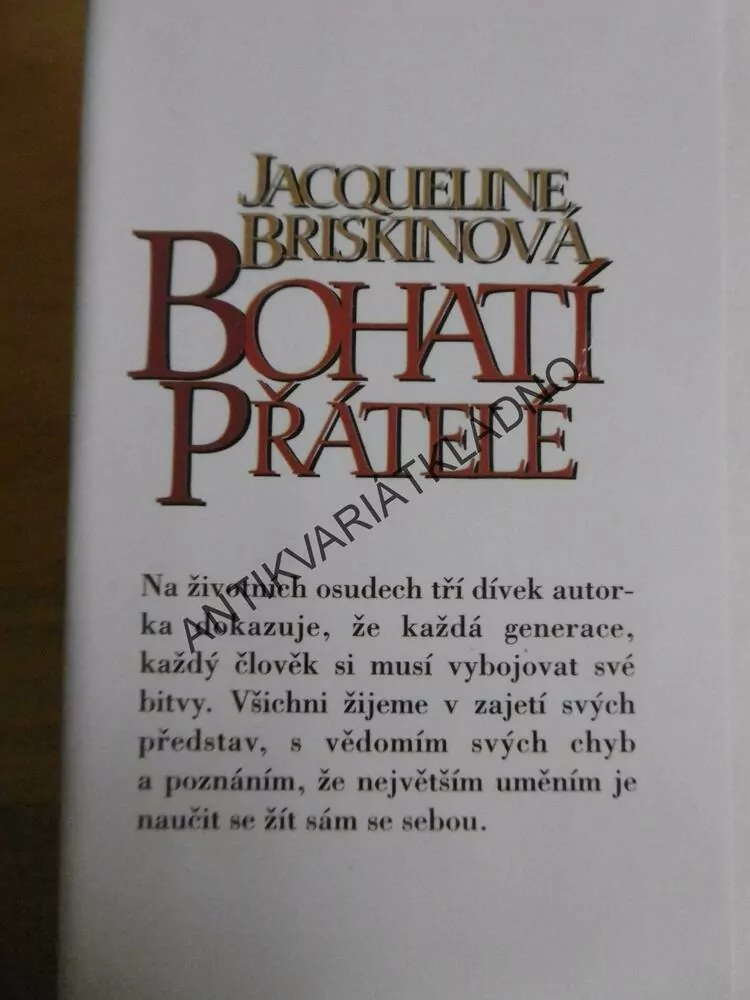 JACQUELINE
BRISKINOVÁ
BOHATÍ
PŘÁTELÉ
ANTIKVARIÁTKLADNO
Na životních osudech tří dívek autor-
ka dokazuje, že každá generace,
každý člověk si musí vybojovat své
bitvy. Všichni žijeme v zajetí svých
představ, s vědomím svých chyb
a poznáním, že největším uměním je
naučit se žít sám se sebou.